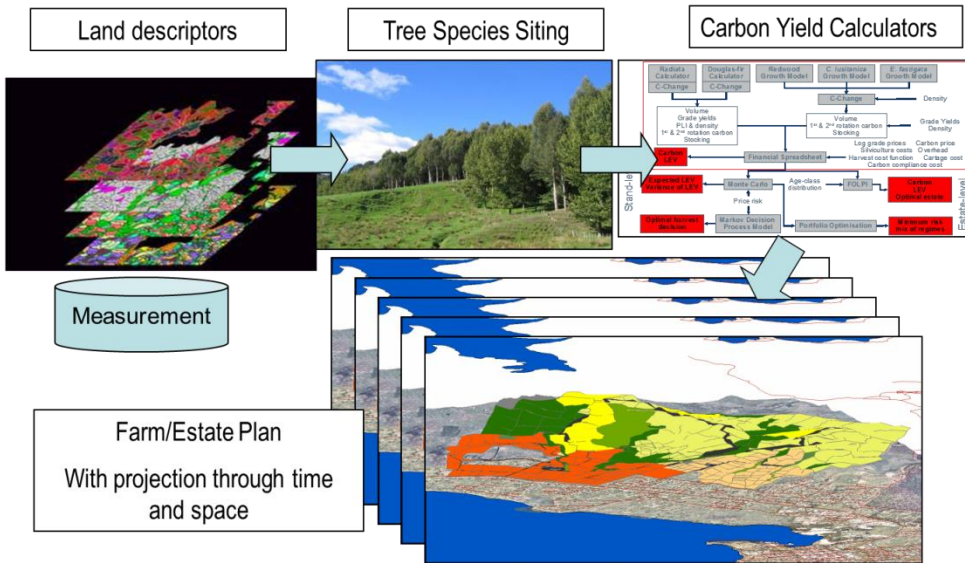 Land descriptors
Tree Species Siting
Carbon Yield Calculators
Radiata
Calculator
C-Change
Douglas-fir
Calculator
C-Change
Redwood
Growth Model
C. lusitanica
Growth Model
E. fastigata
Growth Model
C-Change
Density
Volume
Grade yields
PLI & density
1st & 2nd rotation carbon
Stocking
Volume
1st & 2nd rotation carbon
Stocking
Grade Yields
Density
Log grade prices
Carbon price
Silviculture costs
Overhead
Harvest cost function
Cartage cost
Carbon compliance cost
Carbon
LEV
Financial Spreadsheet
Stand-le
Expected LEV
Variance of LEV
Monte Carlo
Age-class
distribution
FOLPI
Carbon
LEV
Optimal estate
Price risk
Optimal harvest
decision
Markov Decision
Process Model
Portfolio Optimisation
Minimum risk
mix of regimes
Estate-level
Measurement
Farm/Estate Plan
With projection through time
and space